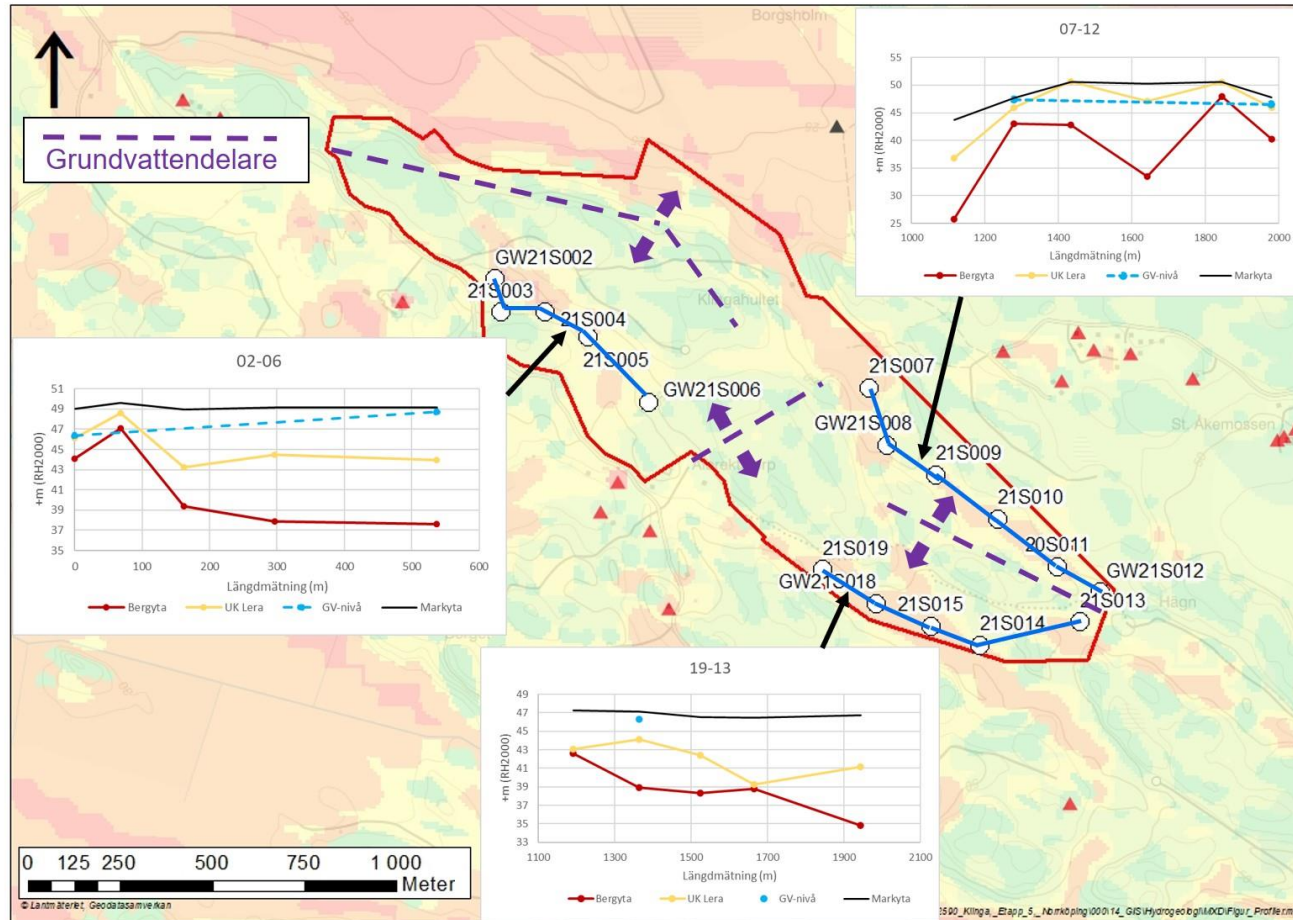 Borgsholm
Grundvattendelare
07-12
55
50
45
40
35
30
25
+m (RH2000)
1000 1200 1400 1600 1800 2000
Längdmätning (m)
Bergyta UK Lera GV-nivå Markyta
GW21S002
21S003
21S004
21S005
GW21S006
Klingahultet
21S007
GW21S008
21S009
21S010
20S011
GW21S012
21S013
21S014
21S015
GW21S018
21S019
St. Åkemossen
Hägn
02-06
51
49
47
45
43
41
39
37
35
+m (RH2000)
0 100 200 300 400 500 600
Längdmätning (m)
Bergyta UK Lera GV-nivå Markyta
19-13
49
47
45
43
41
39
37
35
33
+m (RH2000)
1100 1300 1500 1700 1900 2100
Längdmätning (m)
Bergyta UK Lera GV-nivå Markyta
0 125 250 500 750 1 000
Meter
© Lantmäteriet, Geodatasamverkan